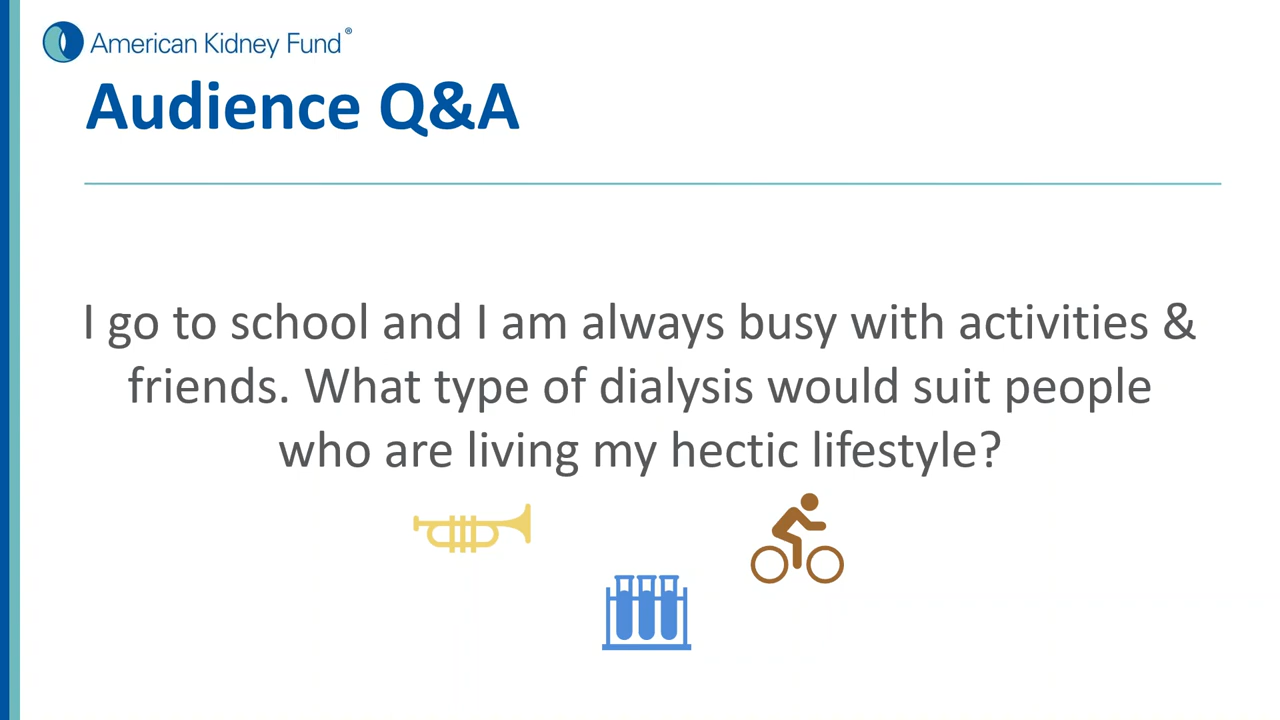 American Kidney Fund®
Audience Q&A
I go to school and I am always busy with activities &
friends. What type of dialysis would suit people
who are living my hectic lifestyle?